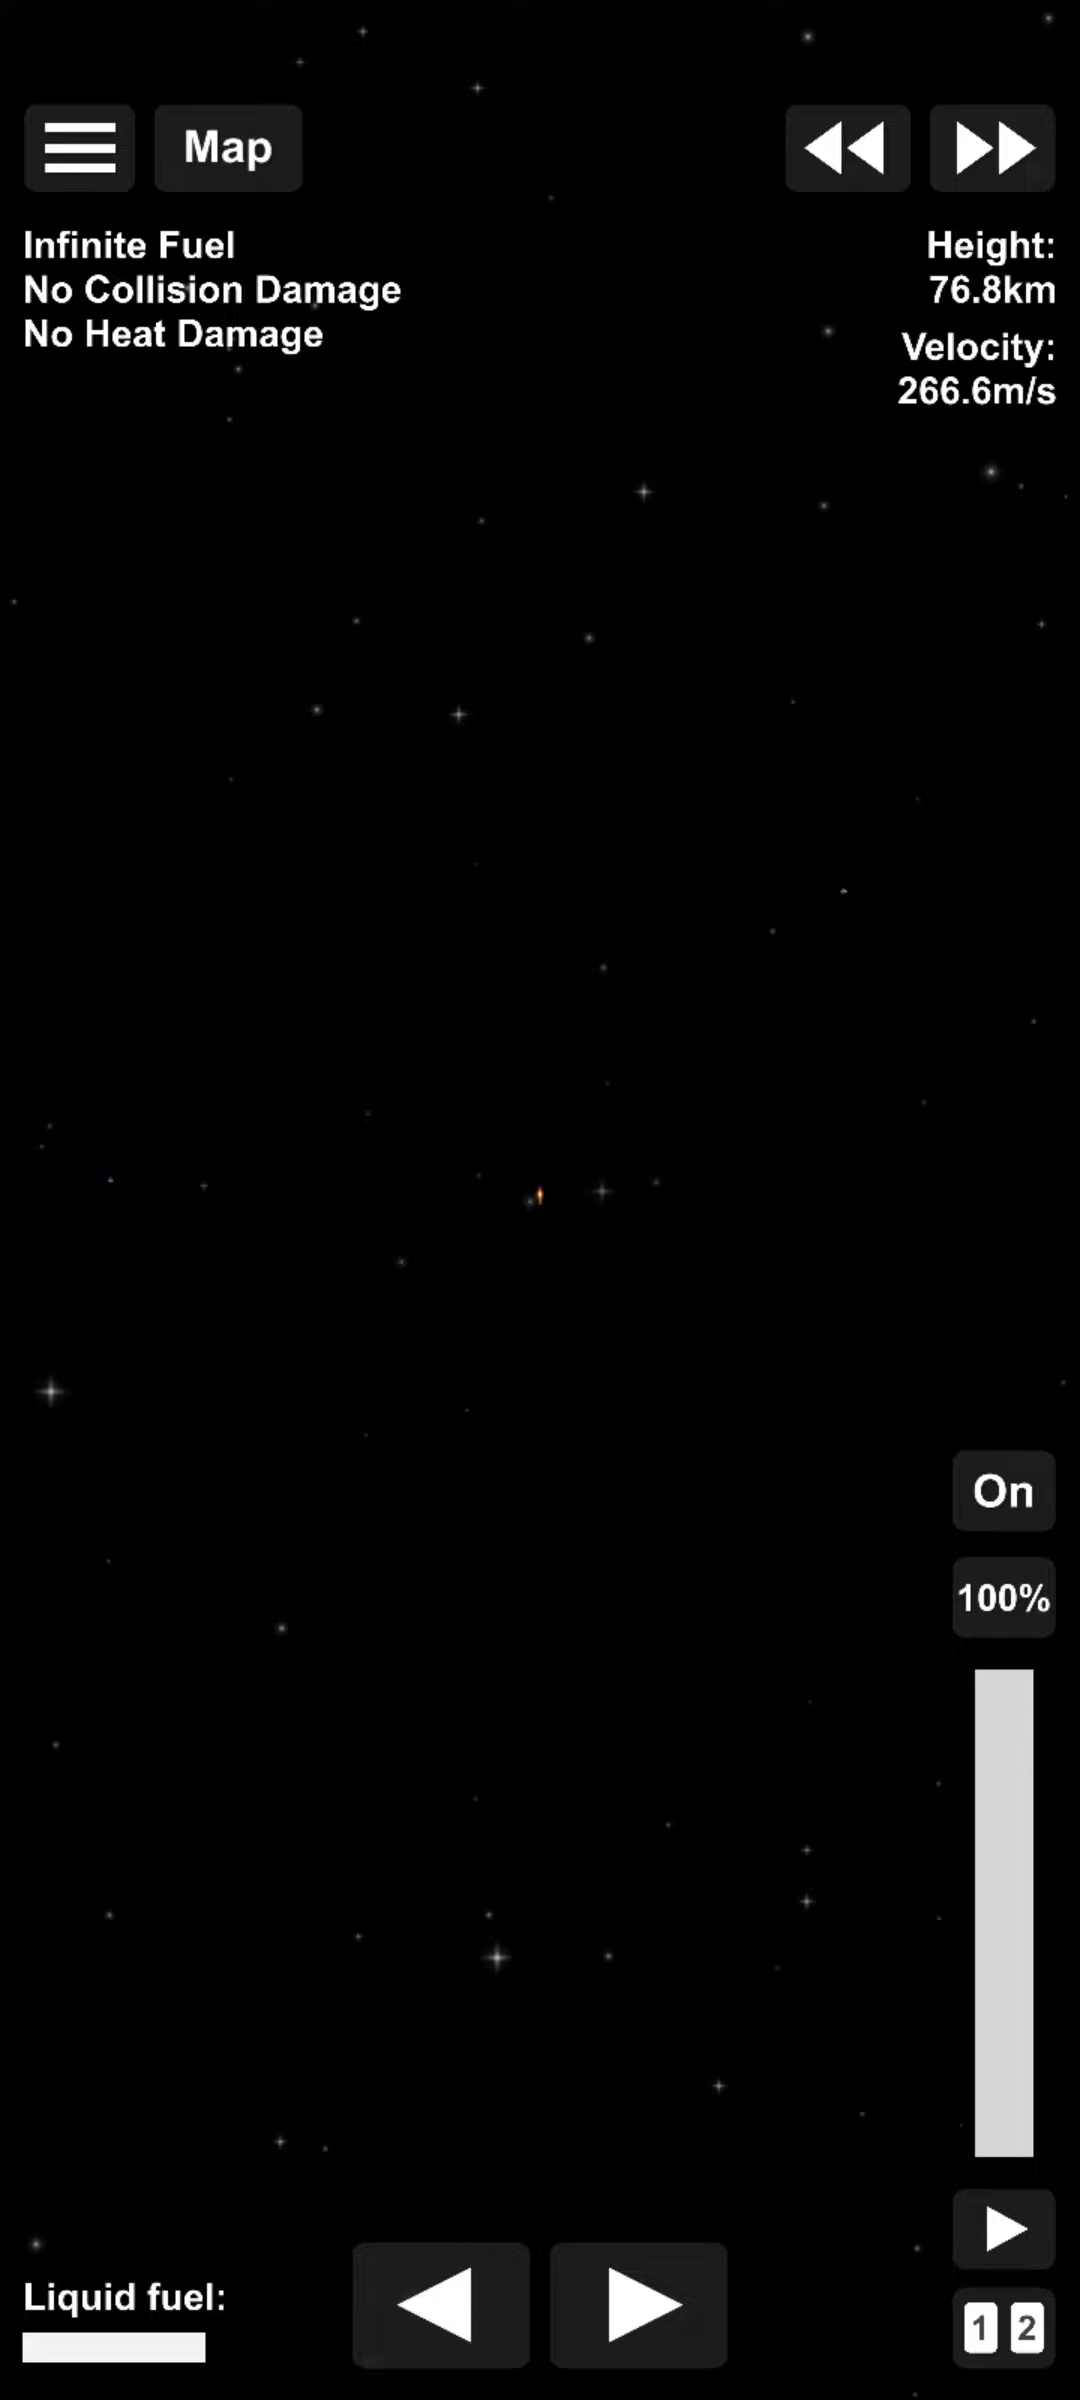 Map
Infinite Fuel
No Collision Damage
No Heat Damage
Height:
76.8km
Velocity:
266.6m/s
On
100%
Liquid fuel:
1 2